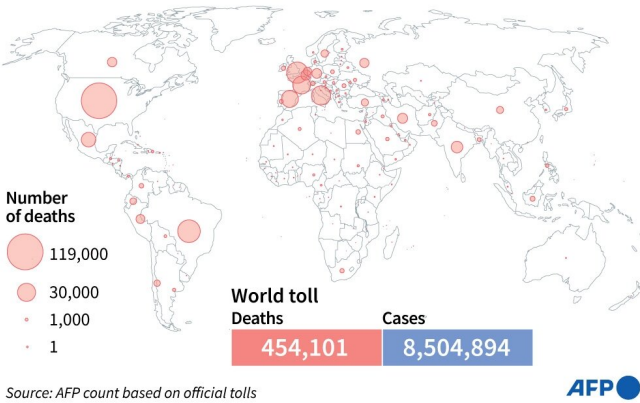 Number
of deaths
119,000
30,000
1,000
1
World toll
Deaths Cases
454,101 8,504,894
Source: AFP count based on official tolls
AFP